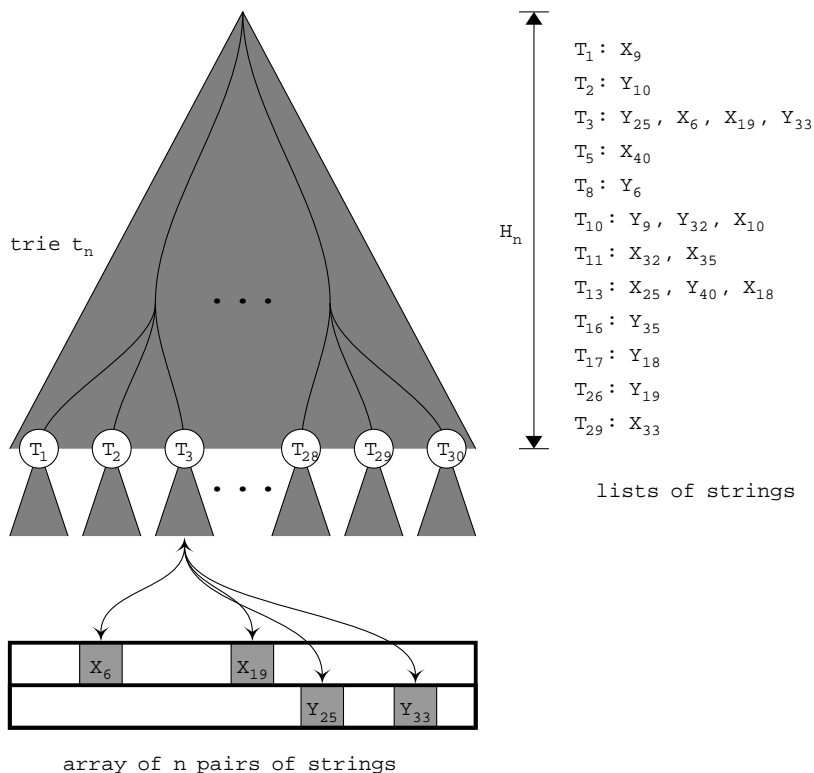 T₁: X₉
T₂: Y₁₀
T₃: Y₂₅, X₆, X₁₉, Y₃₃
T₅: X₄₀
T₈: Y₆
T₁₀: Y₉, Y₃₂, X₁₀
T₁₁: X₃₂, X₃₅
T₁₃: X₂₅, Y₄₀, X₁₈
T₁₆: Y₃₅
T₁₇: Y₁₈
T₂₆: Y₁₉
T₂₉: X₃₃
lists of strings
Hₙ
trie tₙ
. . .
T₁ T₂ T₃ T₂₈ T₂₉ T₃₀
. . .
X₆ X₁₉
Y₂₅ Y₃₃
array of n pairs of strings